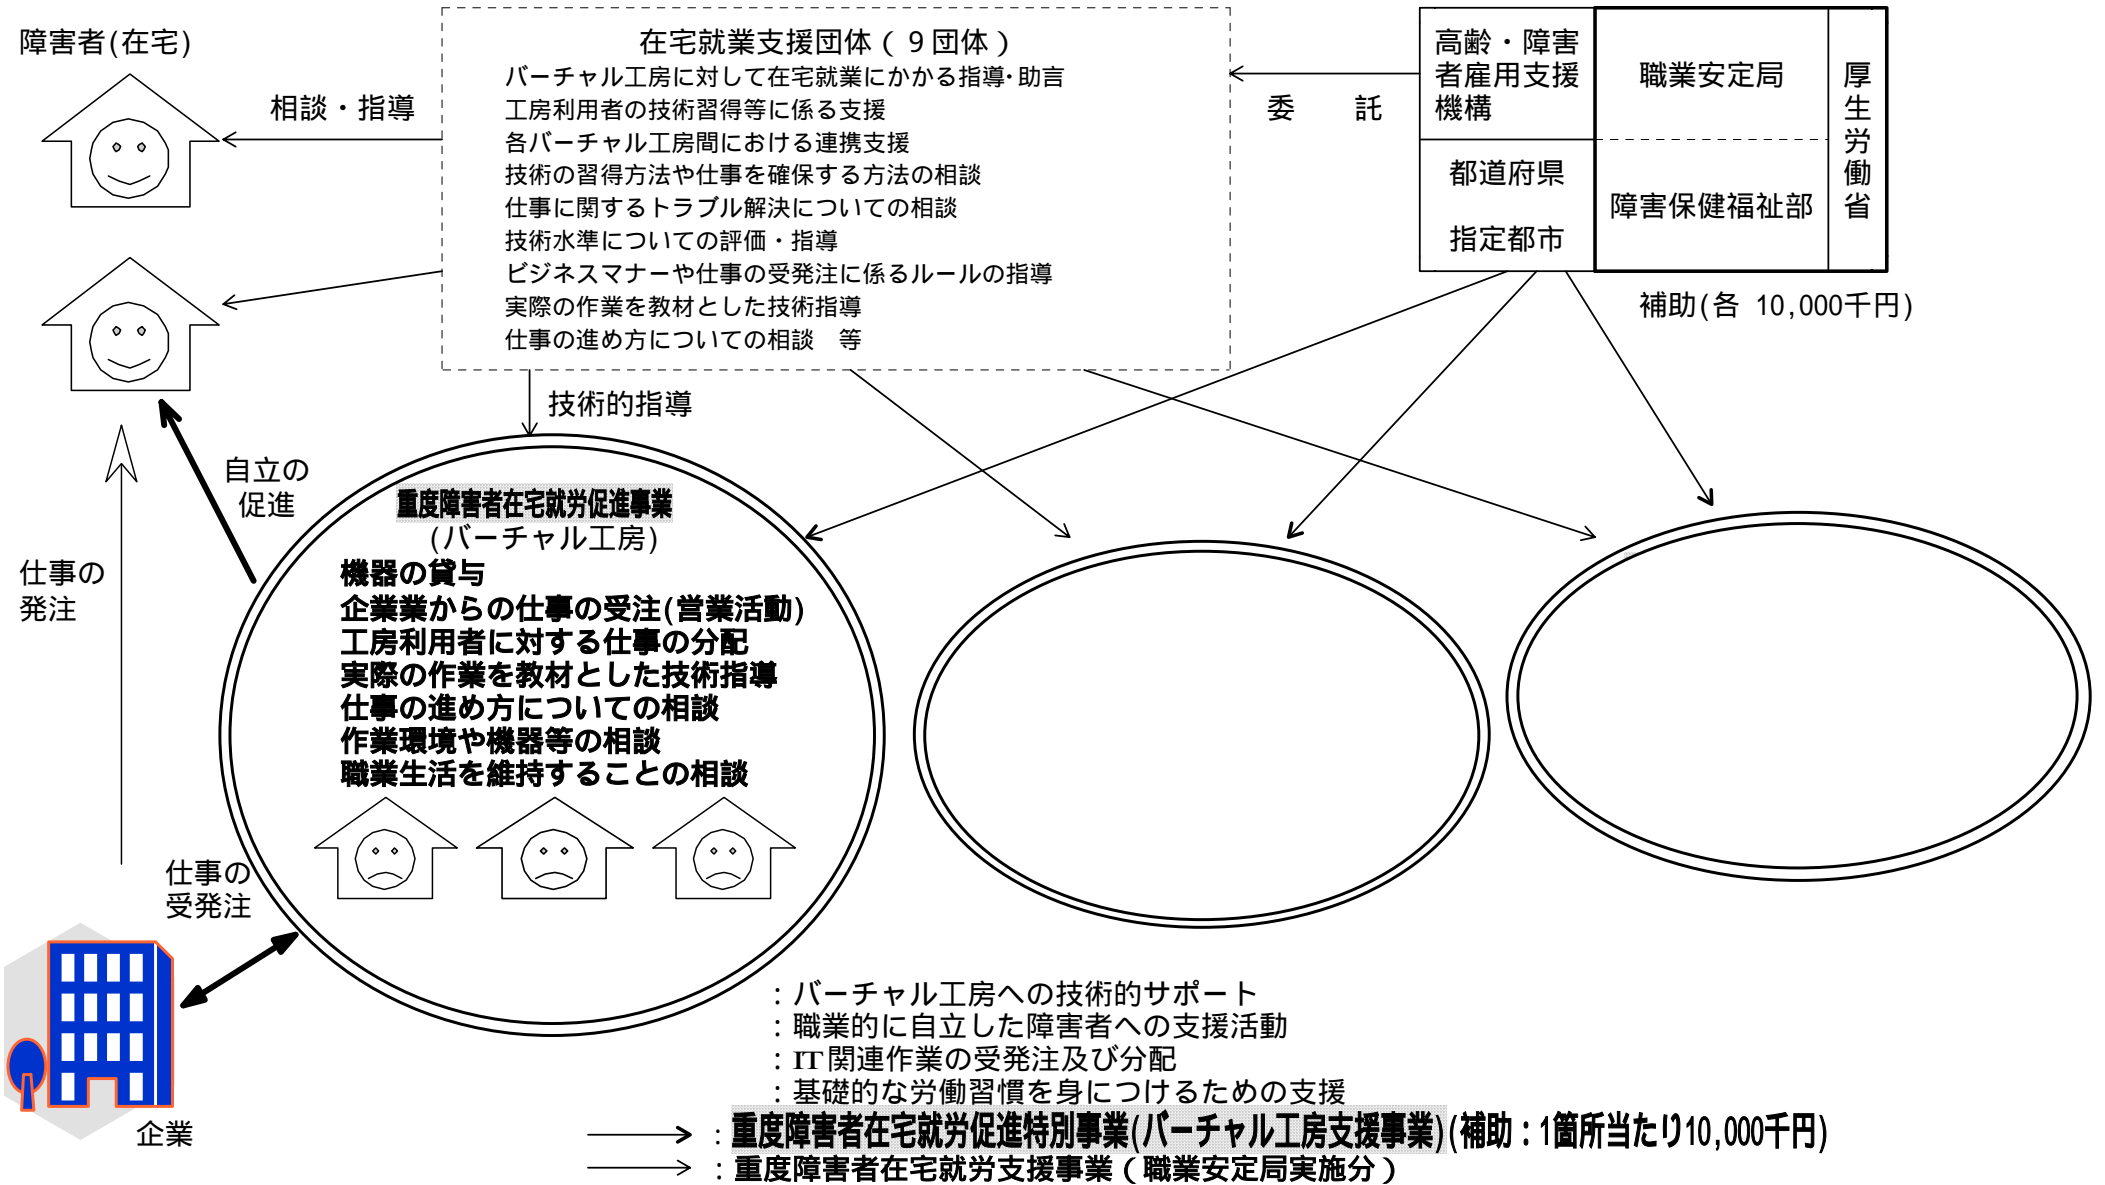 障害者(在宅)
相談・指導
在宅就業支援団体(9団体)
バーチャル工房に対して在宅就業にかかる指導・助言
工房利用者の技術習得等に係る支援
各バーチャル工房間における連携支援
技術の習得方法や仕事を確保する方法の相談
仕事に関するトラブル解決についての相談
技術水準についての評価・指導
ビジネスマナーや仕事の受発注に係るルールの指導
実際の作業を教材とした技術指導
仕事の進め方についての相談 等
委 託
高齢・障害
者雇用支援
機構
都道府県
指定都市
職業安定局
障害保健福祉部
厚生労働省
補助(各 10,000千円)
技術的指導
自立の
促進
仕事の
発注
重度障害者在宅就労促進事業
(バーチャル工房)
機器の貸与
企業業からの仕事の受注(営業活動)
工房利用者に対する仕事の分配
実際の作業を教材とした技術指導
仕事の進め方についての相談
作業環境や機器等の相談
職業生活を維持することの相談
仕事の
受発注
企業
:バーチャル工房への技術的サポート
:職業的に自立した障害者への支援活動
:IT関連作業の受発注及び分配
:基礎的な労働習慣を身につけるための支援
:重度障害者在宅就労促進特別事業(バーチャル工房支援事業)(補助:1箇所当たり10,000千円)
:重度障害者在宅就労支援事業(職業安定局実施分)